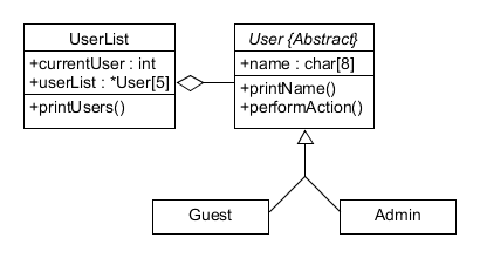 UserList
+currentUser : int
+userList : *User[5]
+printUsers()
User {Abstract}
+name : char[8]
+printName()
+performAction()
Guest
Admin